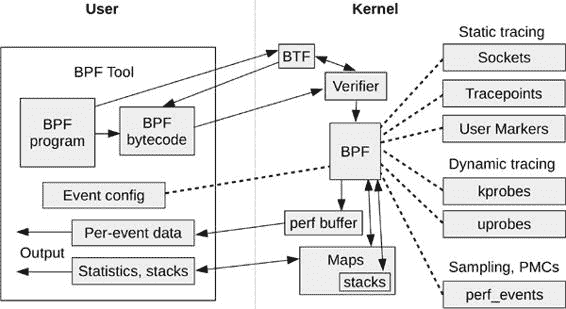 User
Kernel
BPF Tool
BPF
program
BPF
bytecode
Event config
Per-event data
Output
Statistics, stacks
BTF
Verifier
BPF
perf buffer
Maps
stacks
Static tracing
Sockets
Tracepoints
User Markers
Dynamic tracing
kprobes
uprobes
Sampling, PMCs
perf_events